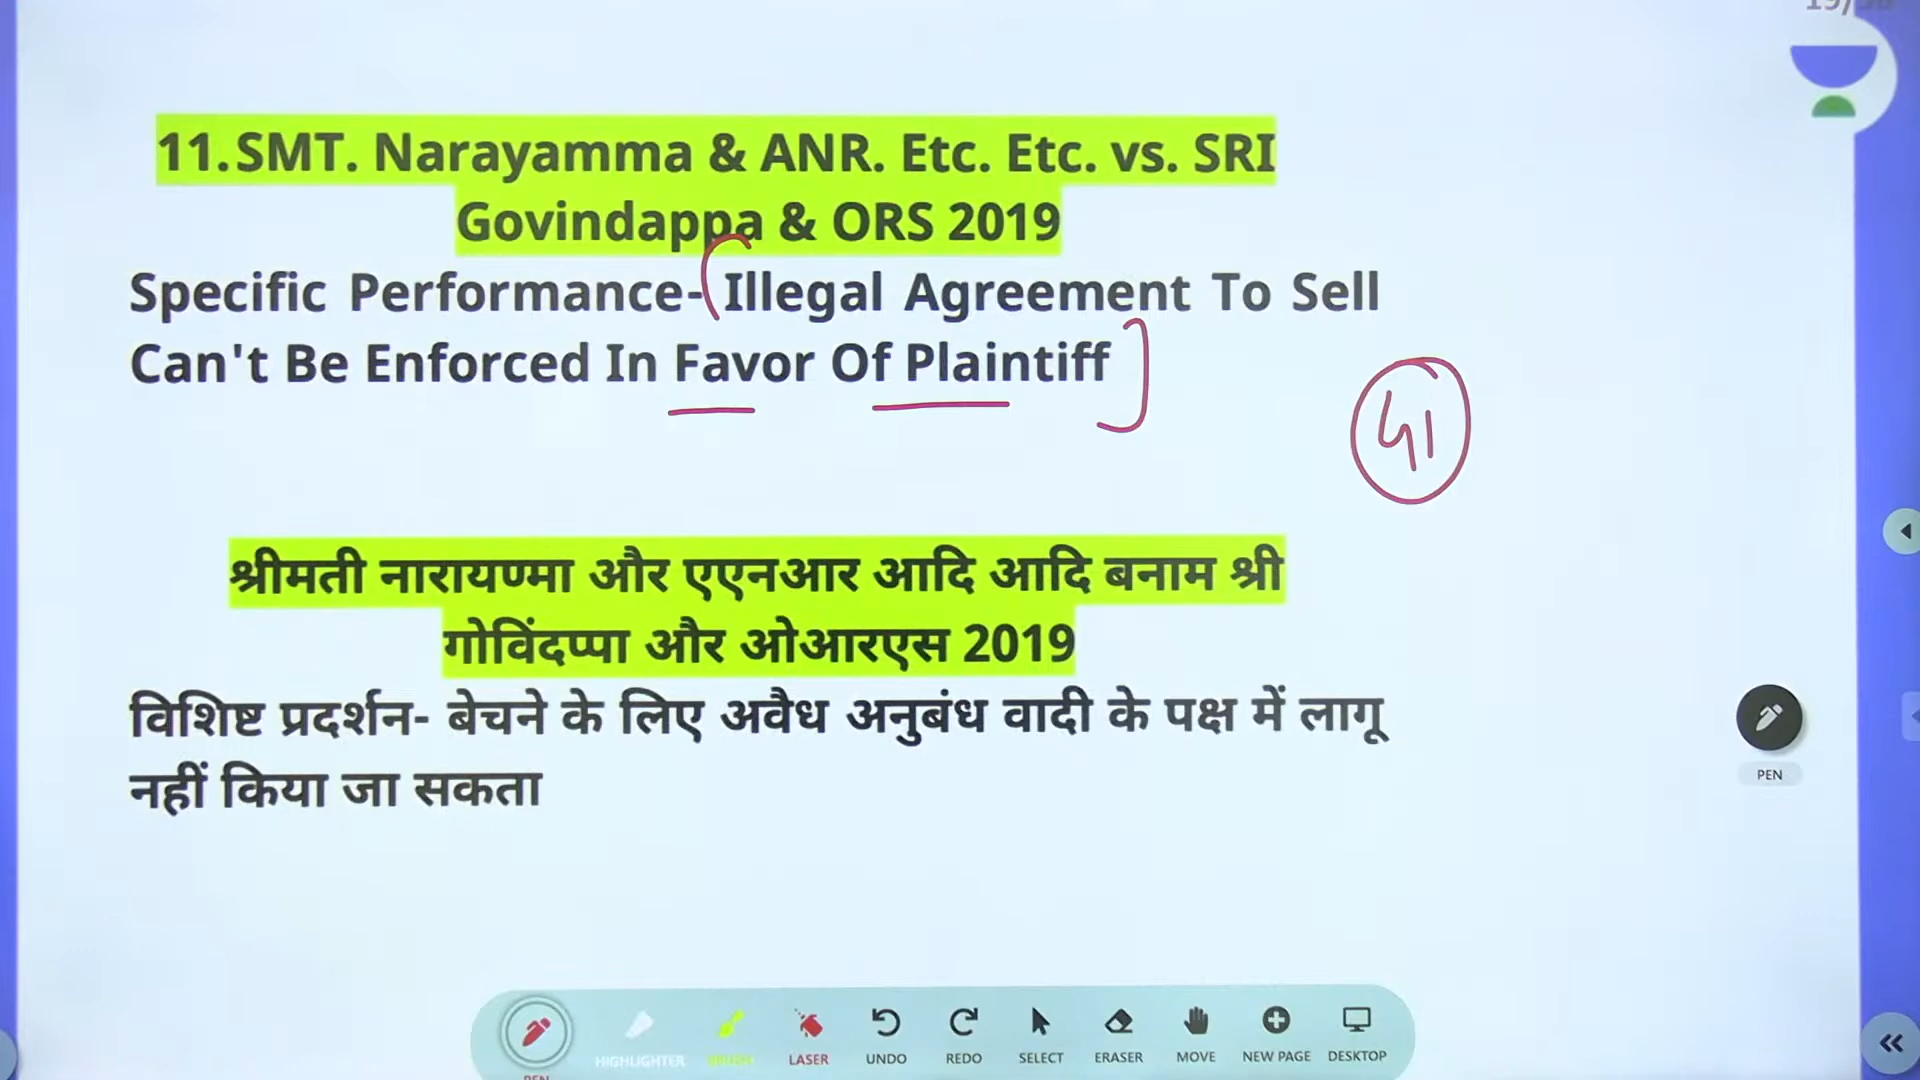 11.SMT. Narayamma & ANR. Etc. Etc. vs. SRI
Govindappa & ORS 2019
Specific Performance- Illegal Agreement To Sell
Can't Be Enforced In Favor Of Plaintiff
41
श्रीमती नारायण्मा और एएनआर आदि आदि बनाम श्री
गोविंदप्पा और ओआरएस 2019
विशिष्ट प्रदर्शन- बेचने के लिए अवैध अनुबंध वादी के पक्ष में लागू
नहीं किया जा सकता
PEN
HIGHLIGHTER BRUSH LASER UNDO REDO SELECT ERASER MOVE NEW PAGE DESKTOP
PEN